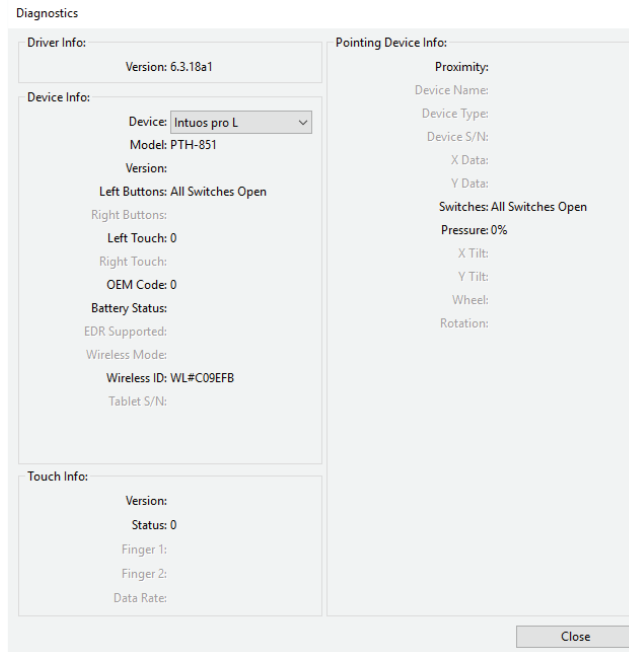 Diagnostics
Driver Info:
Version: 6.3.18a1
Device Info:
Device: Intuos pro L
Model: PTH-851
Version:
Left Buttons: All Switches Open
Right Buttons:
Left Touch: 0
Right Touch:
OEM Code: 0
Battery Status:
EDR Supported:
Wireless Mode:
Wireless ID: WL#C09EFB
Tablet S/N:
Touch Info:
Version:
Status: 0
Finger 1:
Finger 2:
Data Rate:
Pointing Device Info:
Proximity:
Device Name:
Device Type:
Device S/N:
X Data:
Y Data:
Switches: All Switches Open
Pressure: 0%
X Tilt:
Y Tilt:
Wheel:
Rotation:
Close